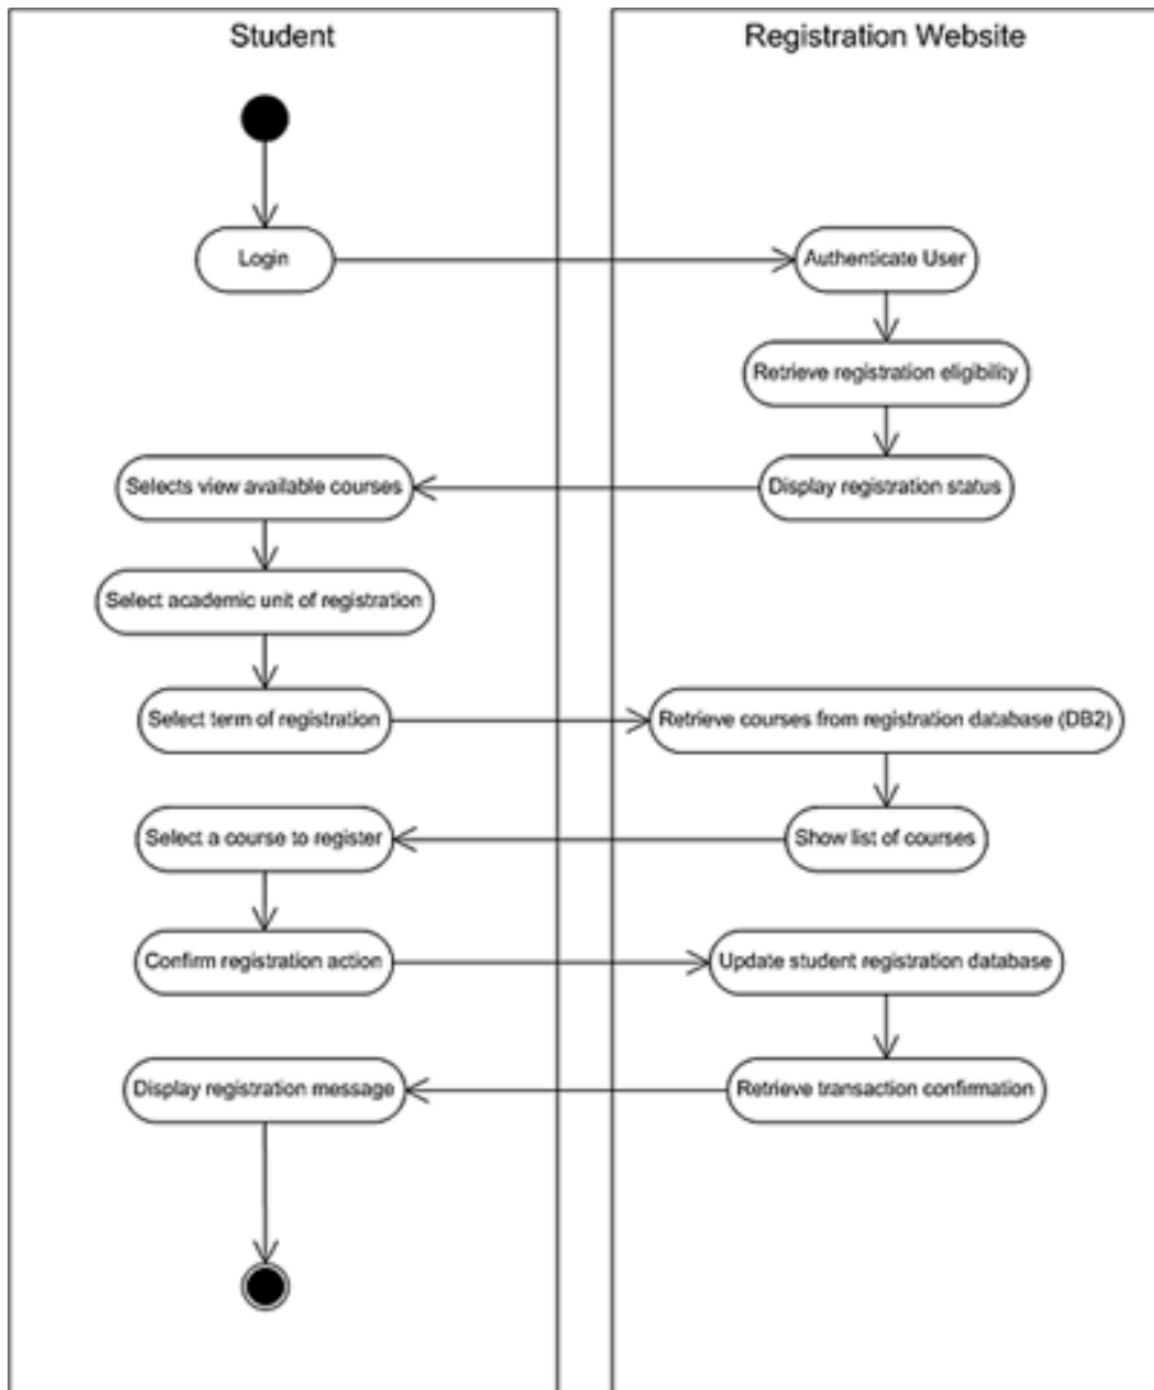 Student
Registration Website
Login
Authenticate User
Retrieve registration eligibility
Selects view available courses
Display registration status
Select academic unit of registration
Select term of registration
Retrieve courses from registration database (DB2)
Select a course to register
Show list of courses
Confirm registration action
Update student registration database
Display registration message
Retrieve transaction confirmation